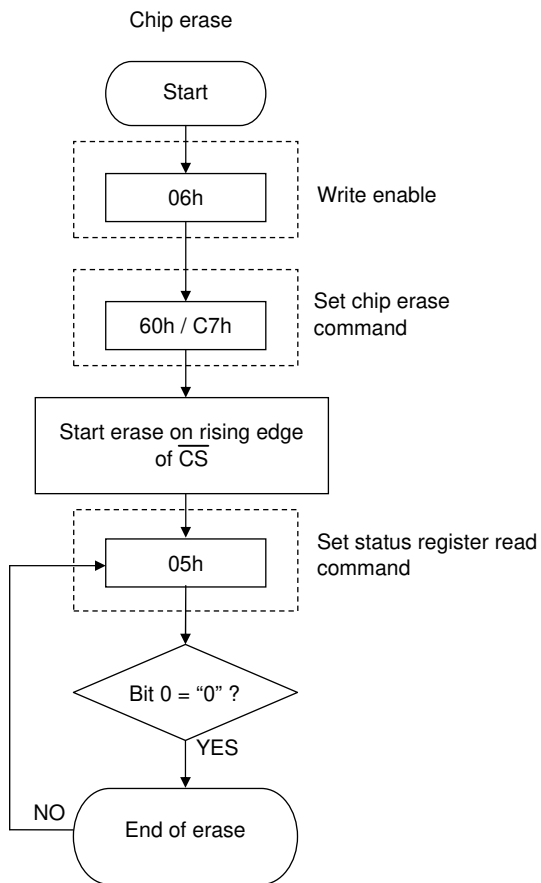 Chip erase
Start
06h
Write enable
60h / C7h
Set chip erase
command
Start erase on rising edge
of C̅S̅
05h
Set status register read
command
Bit 0 = “0” ?
YES
NO
End of erase